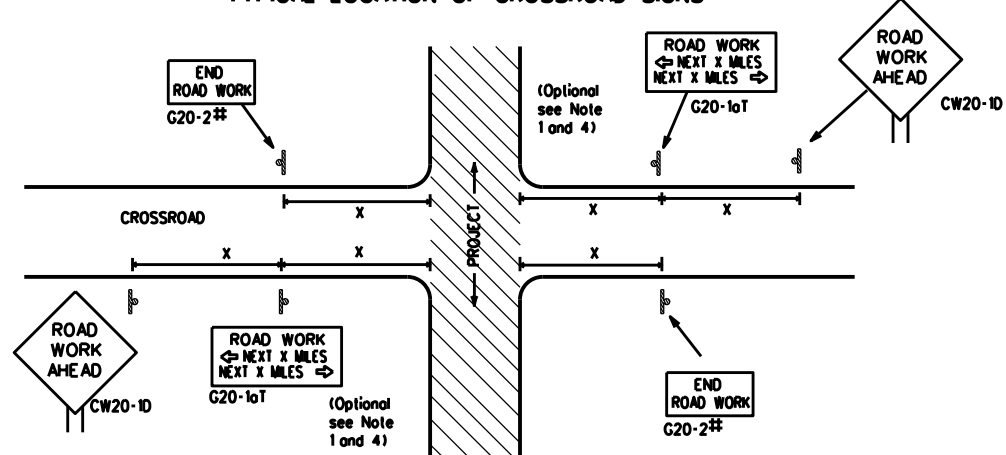 TYPICAL LOCATION OF CROSSROAD SIGNS
END
ROAD WORK
G20-2#
(Optional
see Note
1 and 4)
ROAD WORK
⇦ NEXT X MILES
NEXT X MILES ⇨
G20-1aT
ROAD
WORK
AHEAD
CW20-1D
CROSSROAD
X
X
X
PROJECT
X
X
X
ROAD
WORK
AHEAD
CW20-1D
ROAD WORK
⇦ NEXT X MILES
NEXT X MILES ⇨
G20-1aT
(Optional
see Note
1 and 4)
END
ROAD WORK
G20-2#